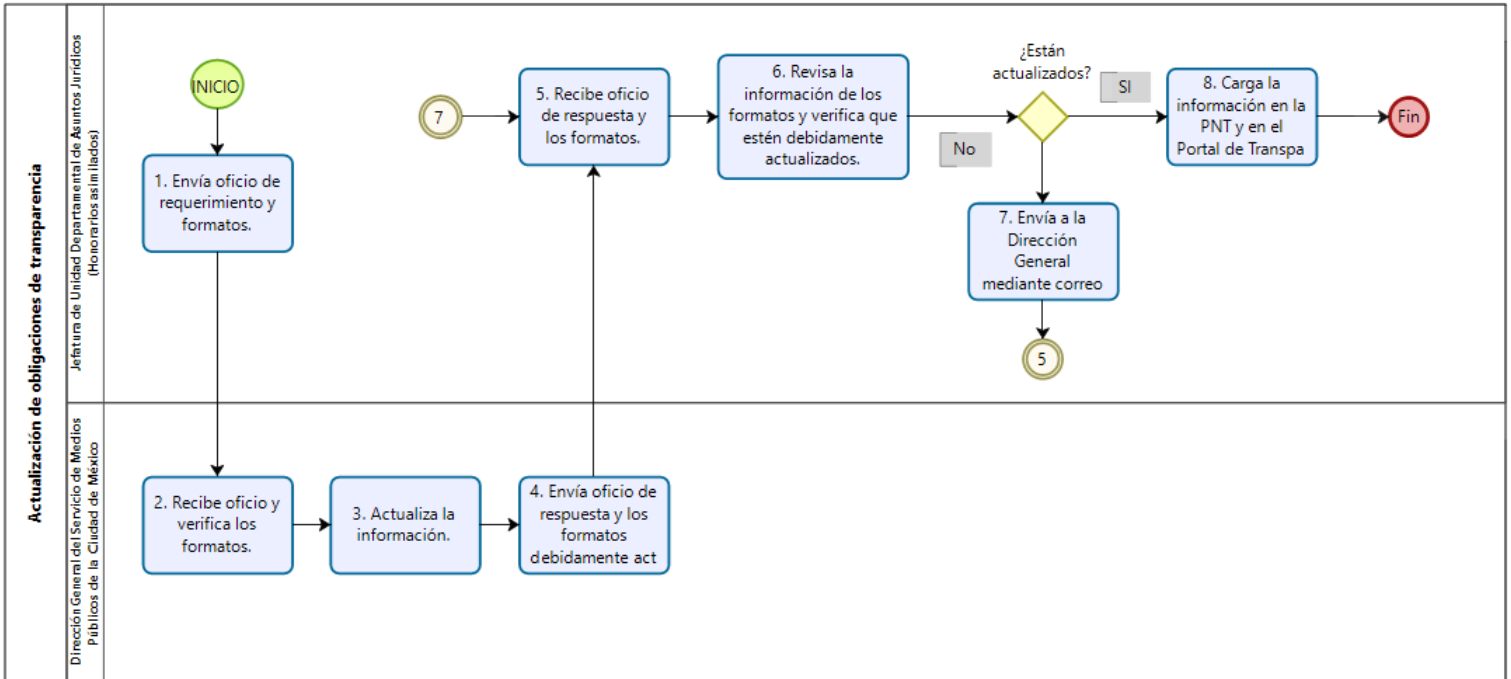 Actualización de obligaciones de transparencia
Jefatura de Unidad Departamental de Asuntos Jurídicos
(Honorarios asimilados)
INICIO
1. Envía oficio de
requerimiento y
formatos.
7
5. Recibe oficio
de respuesta y
los formatos.
6. Revisa la
información de los
formatos y verifica que
estén debidamente
actualizados.
¿Están
actualizados?
SI
No
8. Carga la
información en la
PNT y en el
Portal de Transpa
Fin
7. Envía a la
Dirección
General
mediante correo
5
Dirección General del Servicio de Medios
Públicos de la Ciudad de México
2. Recibe oficio y
verifica los
formatos.
3. Actualiza la
información.
4. Envía oficio de
respuesta y los
formatos
debidamente act